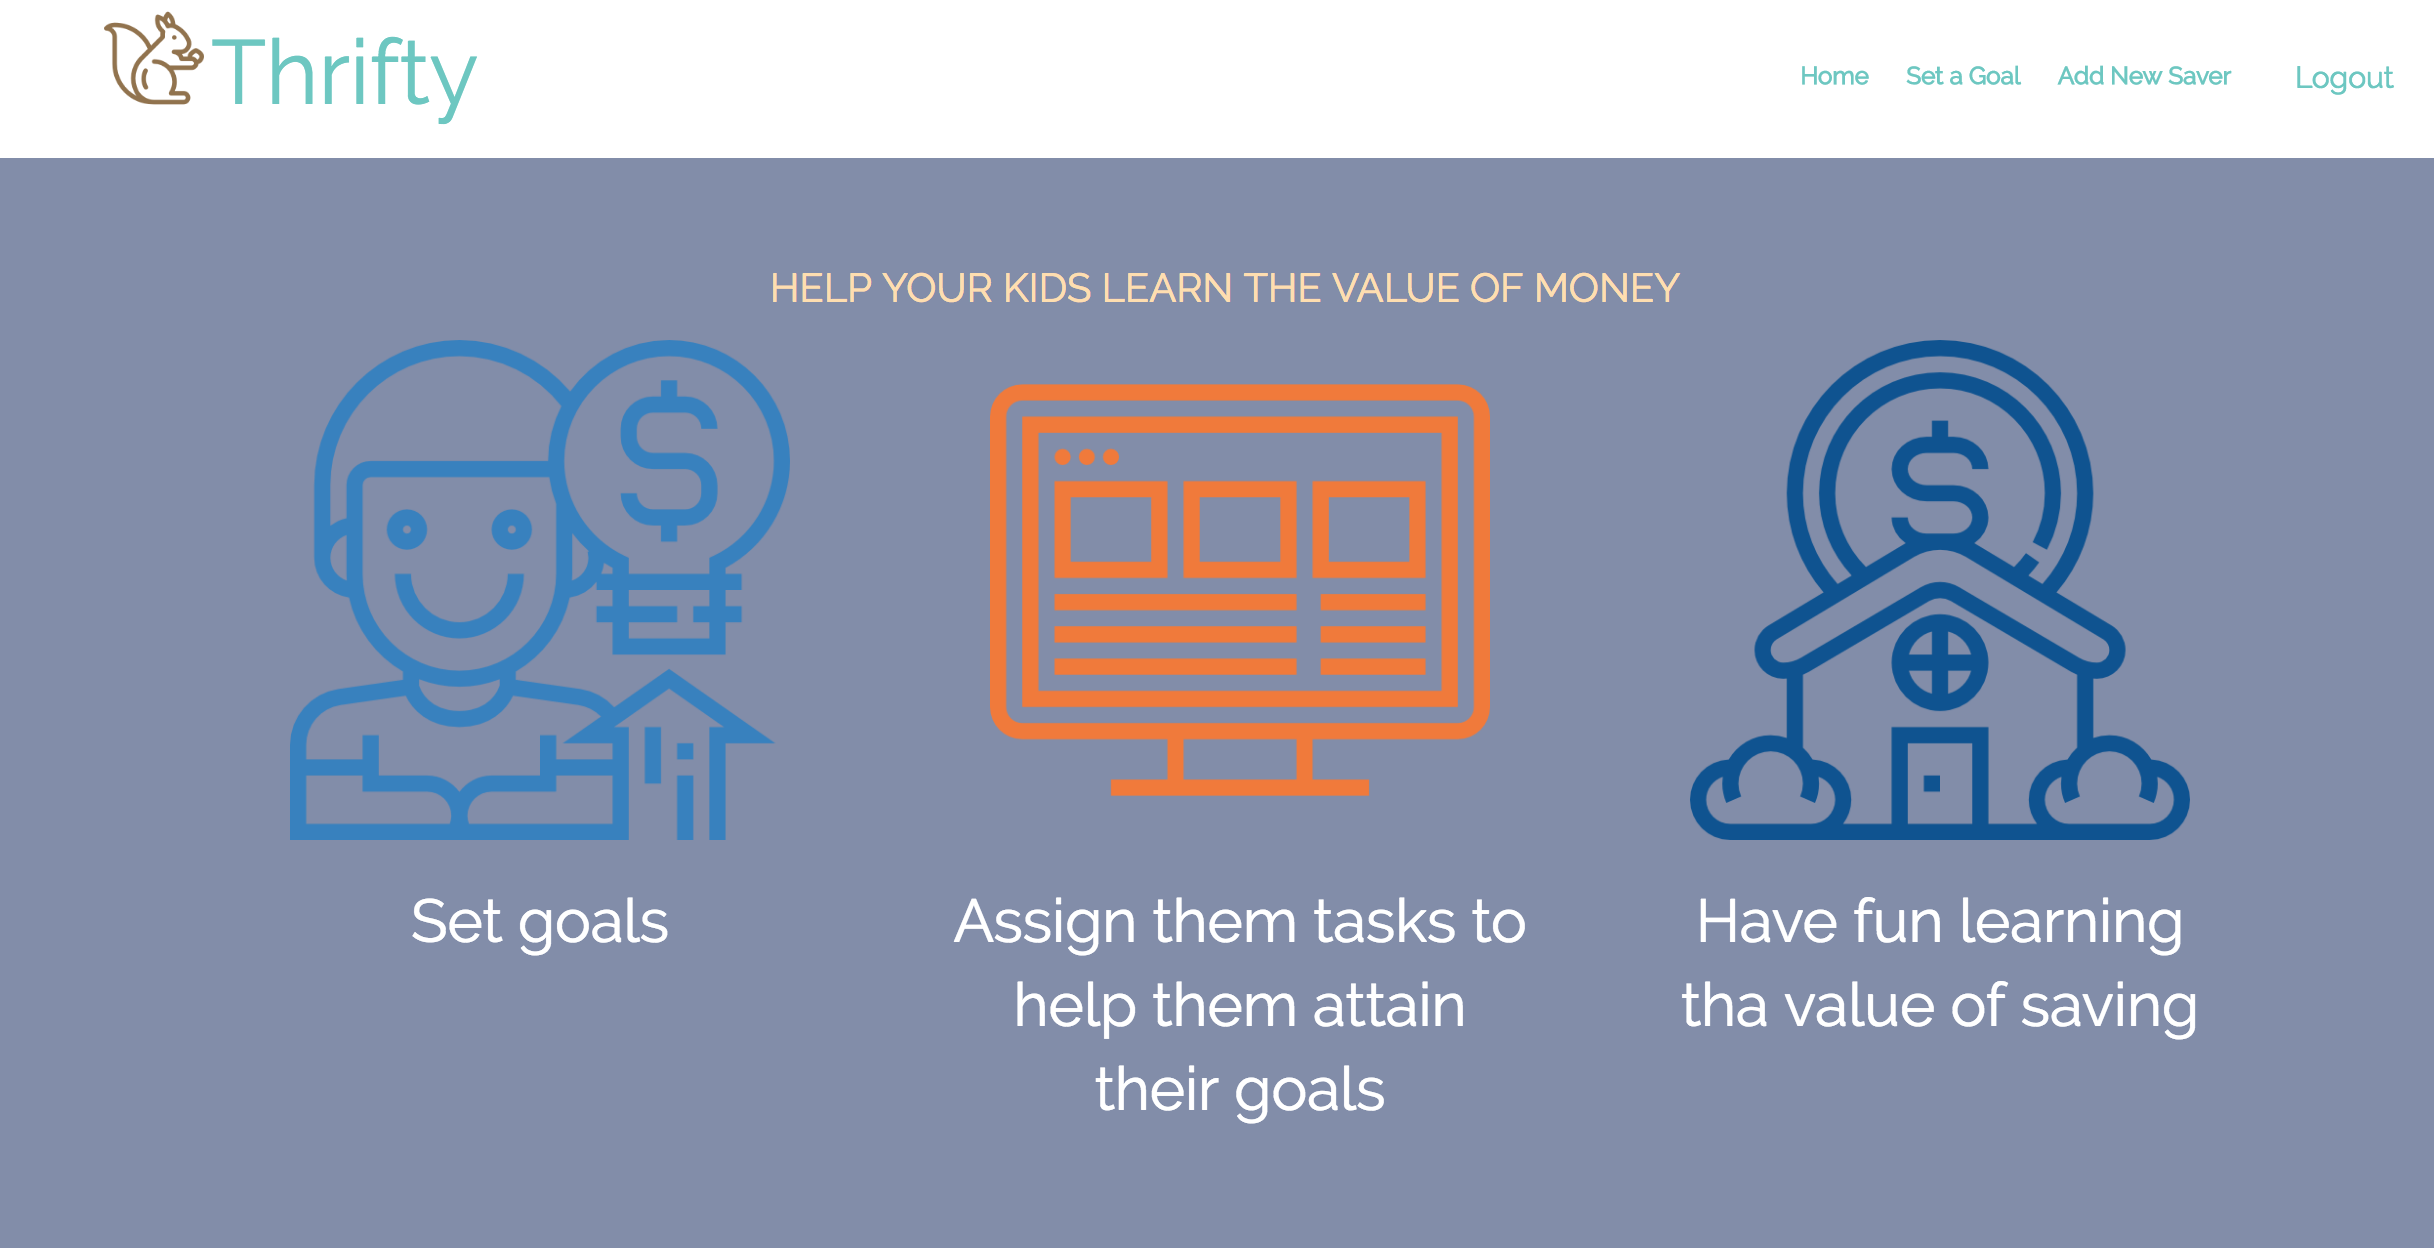 Thrifty
Home Set a Goal Add New Saver Logout
HELP YOUR KIDS LEARN THE VALUE OF MONEY
$
$
Set goals
Assign them tasks to
help them attain
their goals
Have fun learning
tha value of saving